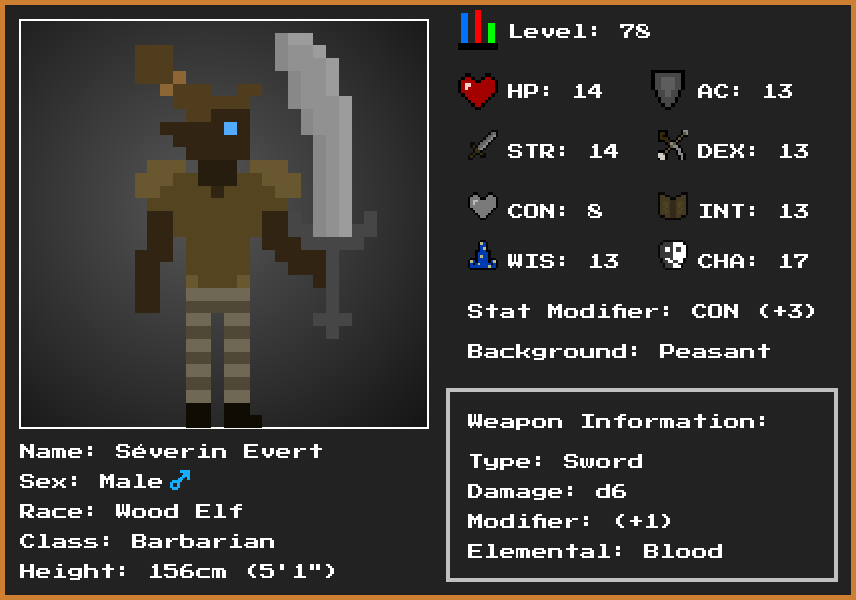 Level: 78
HP: 14
AC: 13
STR: 14
DEX: 13
CON: 8
INT: 13
WIS: 13
CHA: 17
Stat Modifier: CON (+3)
Background: Peasant
Weapon Information:
Type: Sword
Damage: d6
Modifier: (+1)
Elemental: Blood
Name: Séverin Evert
Sex: Male♂
Race: Wood Elf
Class: Barbarian
Height: 156cm (5'1")